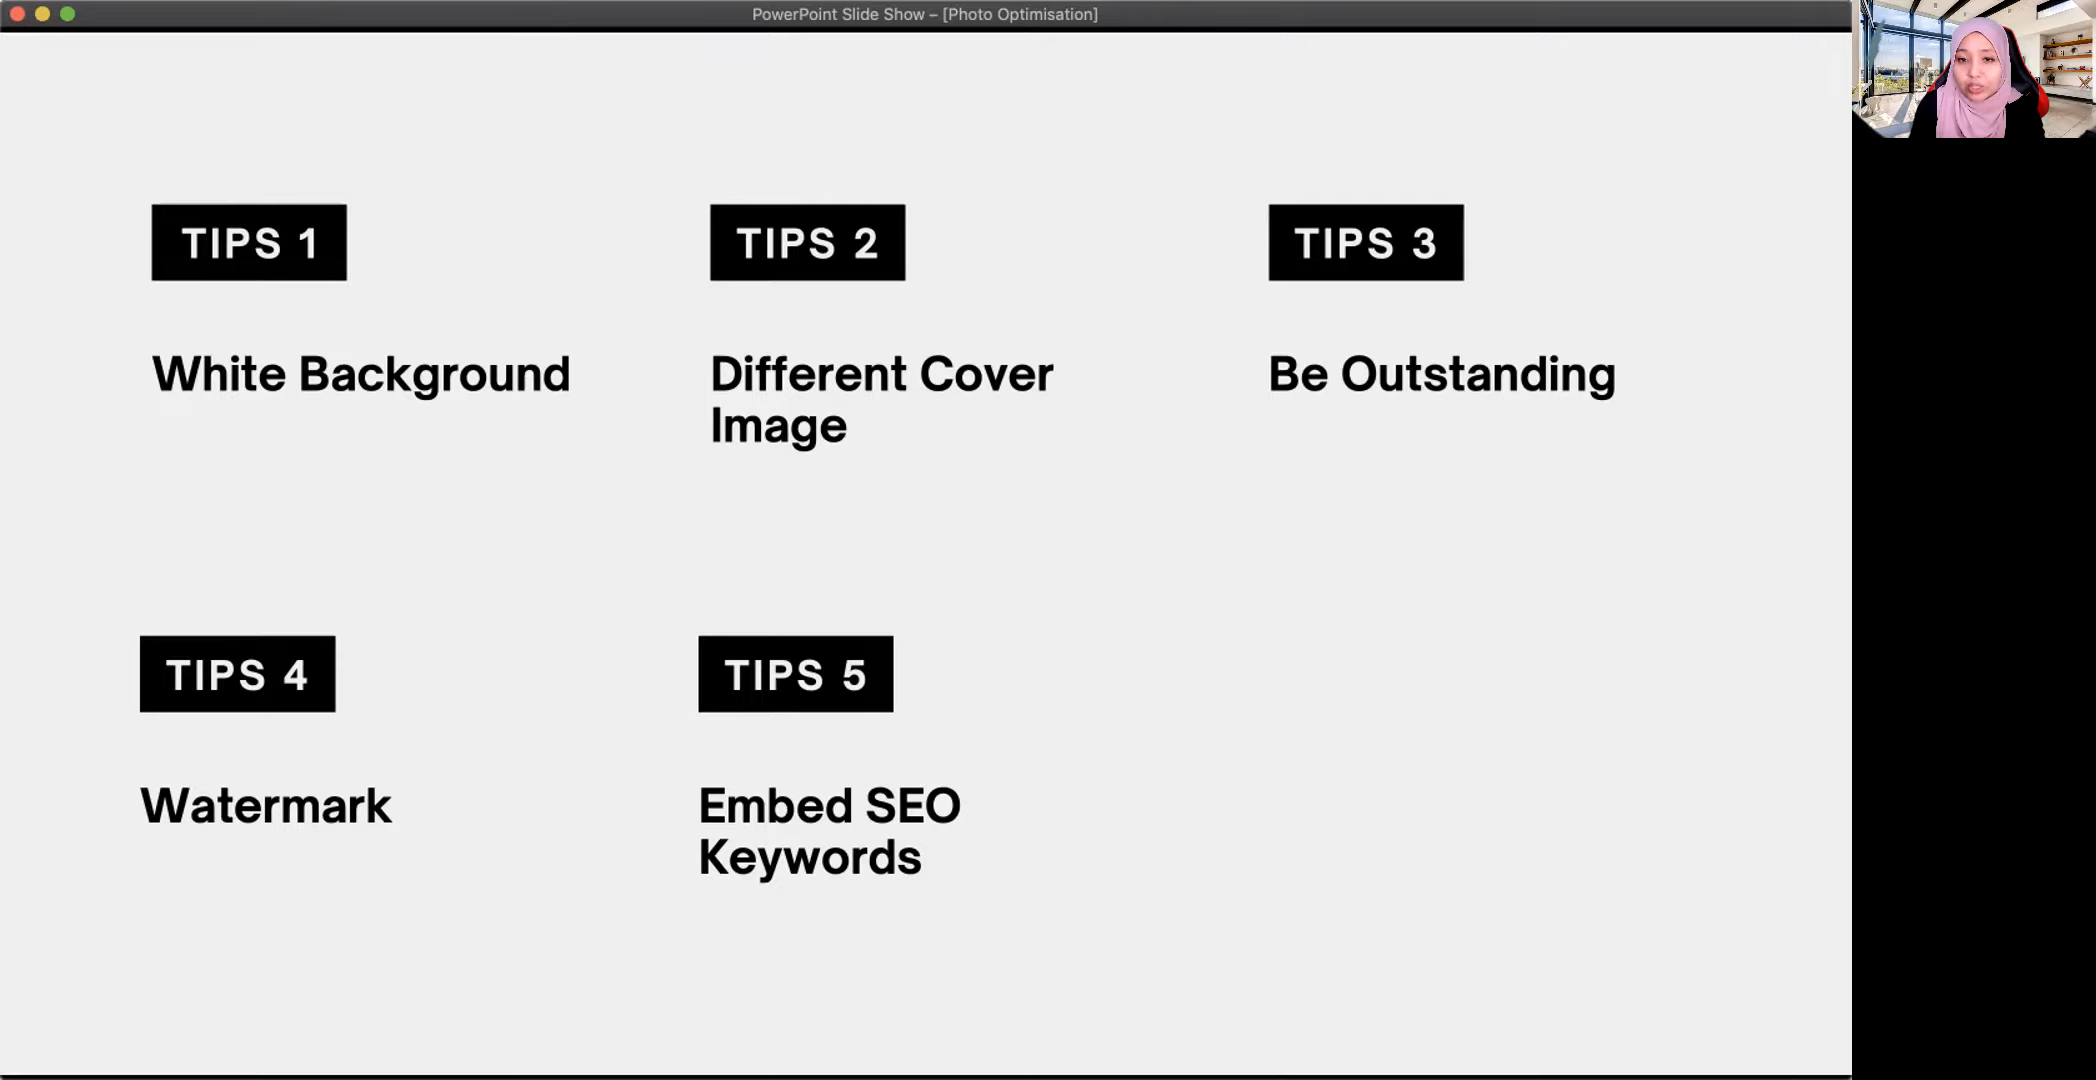 PowerPoint Slide Show – [Photo Optimisation]
TIPS 1
White Background
TIPS 2
Different Cover
Image
TIPS 3
Be Outstanding
TIPS 4
Watermark
TIPS 5
Embed SEO
Keywords